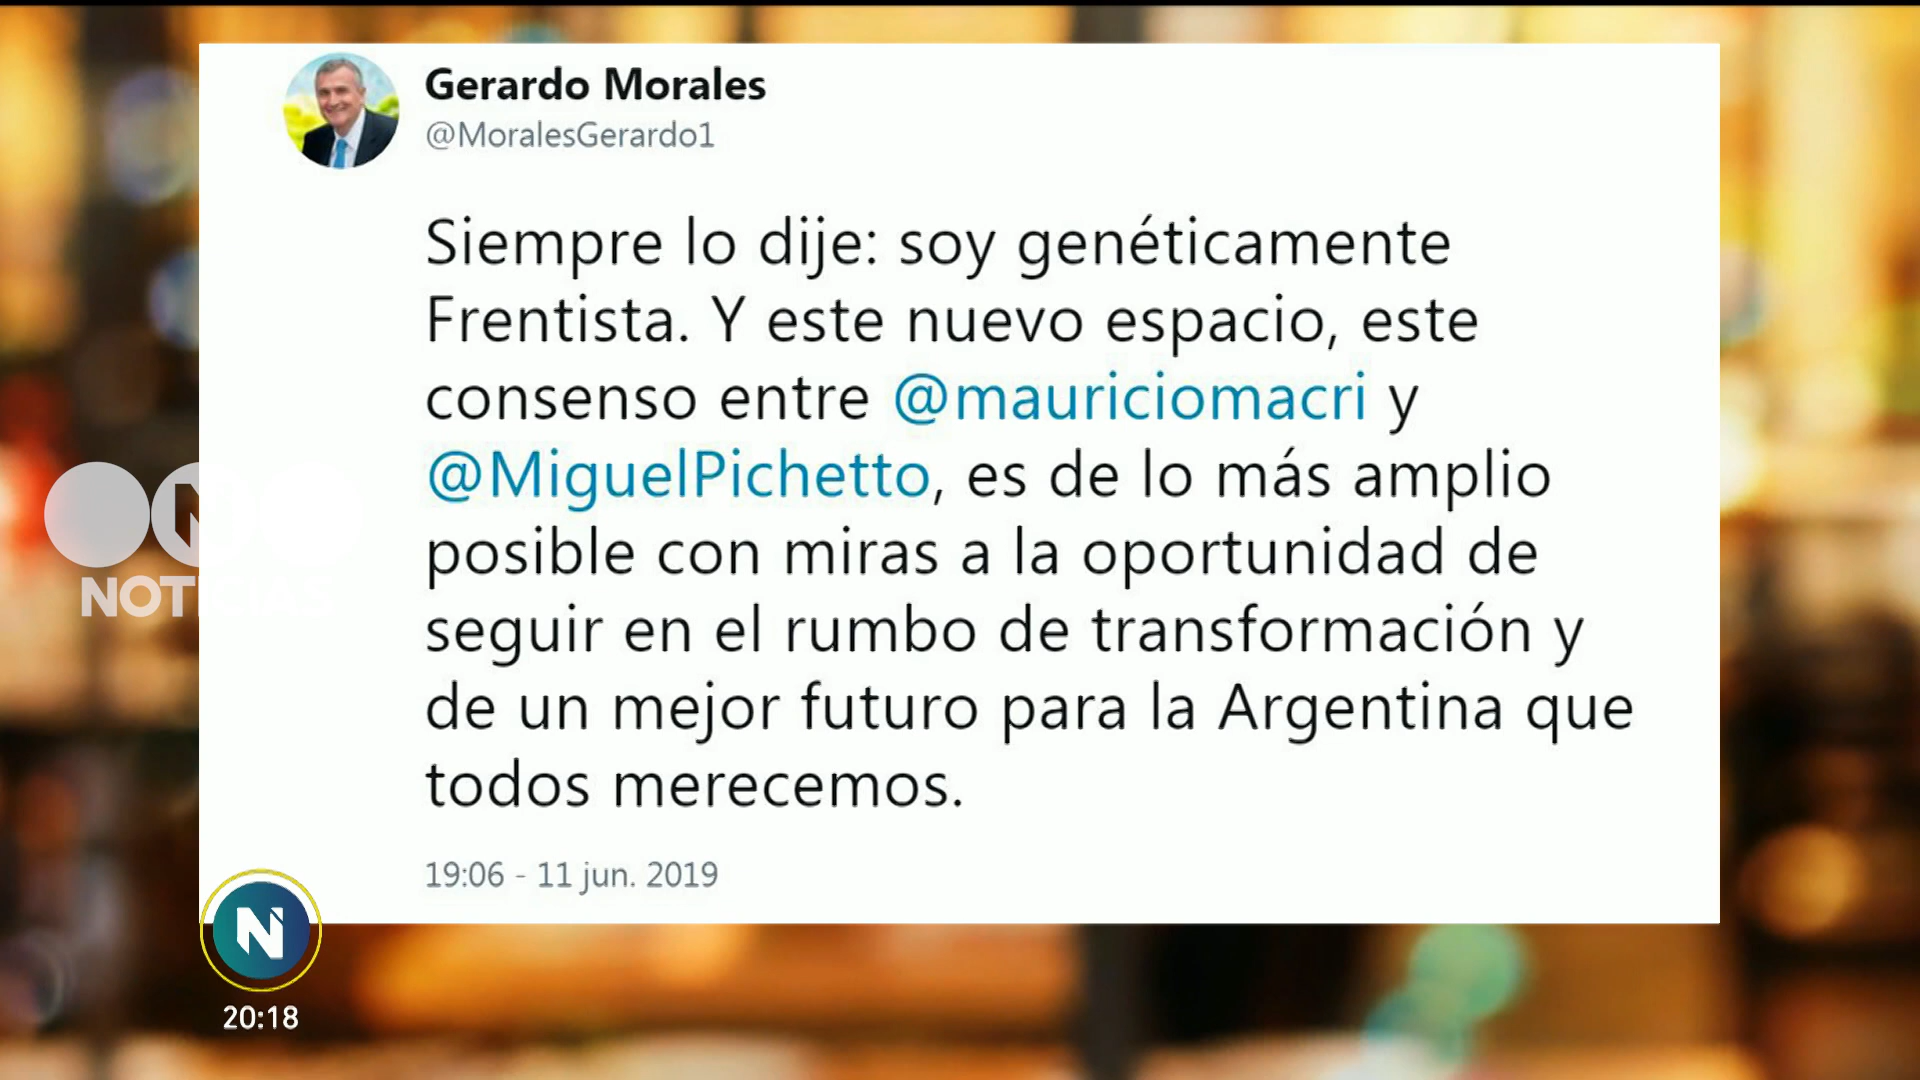 Gerardo Morales
@MoralesGerardo1
Siempre lo dije: soy genéticamente
Frentista. Y este nuevo espacio, este
consenso entre @mauriciomacri y
@MiguelPichetto, es de lo más amplio
posible con miras a la oportunidad de
seguir en el rumbo de transformación y
de un mejor futuro para la Argentina que
todos merecemos.
19:06 - 11 jun. 2019
N
NOTICIAS
N
20:18